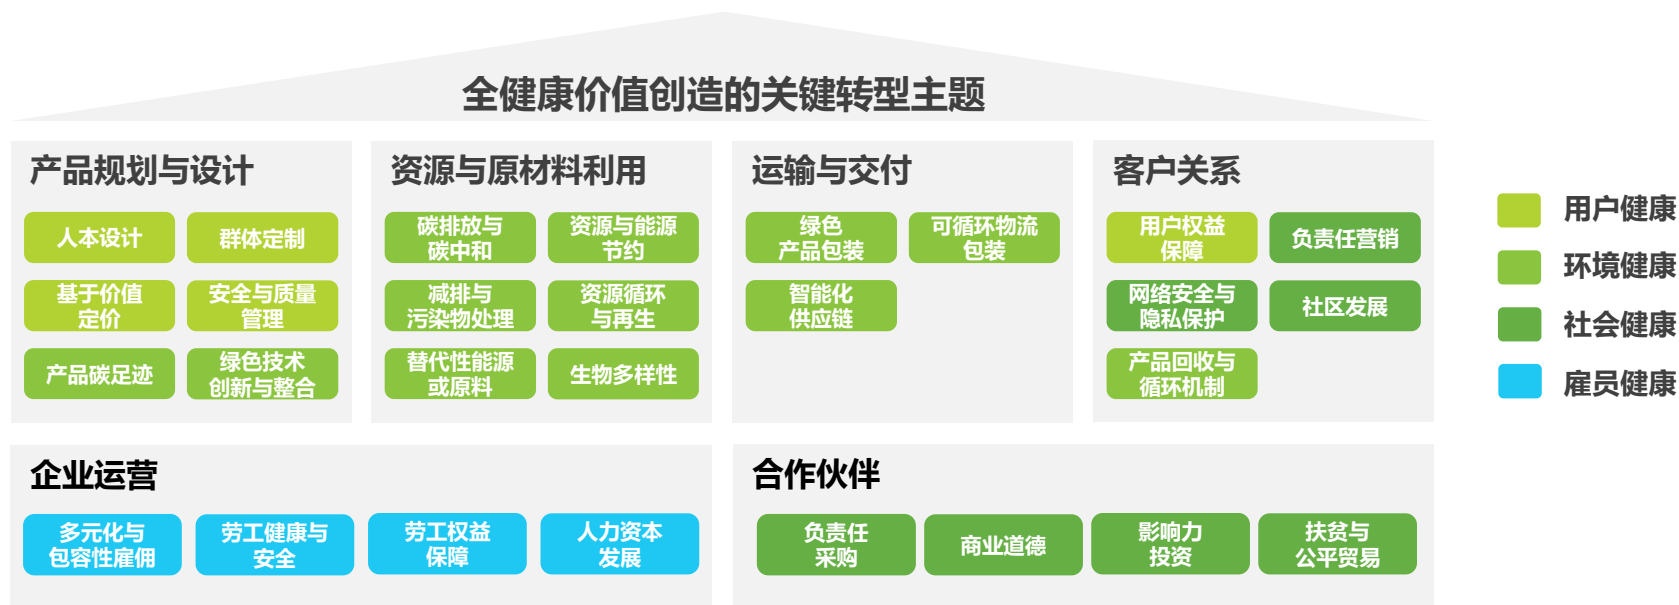 全健康价值创造的关键转型主题
产品规划与设计
人本设计
群体定制
基于价值
定价
安全与质量
管理
产品碳足迹
绿色技术
创新与整合
资源与原材料利用
碳排放与
碳中和
资源与能源
节约
减排与
污染物处理
资源循环
与再生
替代性能源
或原料
生物多样性
运输与交付
绿色
产品包装
可循环物流
包装
智能化
供应链
客户关系
用户权益
保障
负责任营销
网络安全与
隐私保护
社区发展
产品回收与
循环机制
用户健康
环境健康
社会健康
雇员健康
企业运营
多元化与
包容性雇佣
劳工健康与
安全
劳工权益
保障
人力资本
发展
合作伙伴
负责任
采购
商业道德
影响力
投资
扶贫与
公平贸易